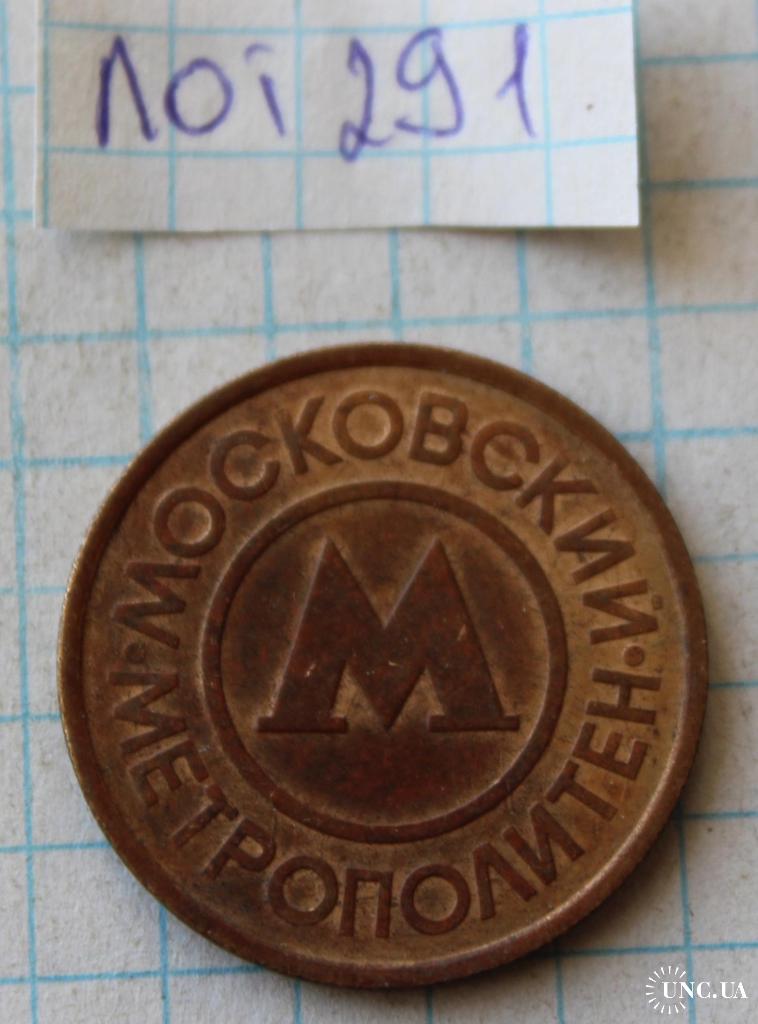 лот 291
МОСКОВСКИЙ
М
МЕТРОПОЛИТЕН
UNC.UA